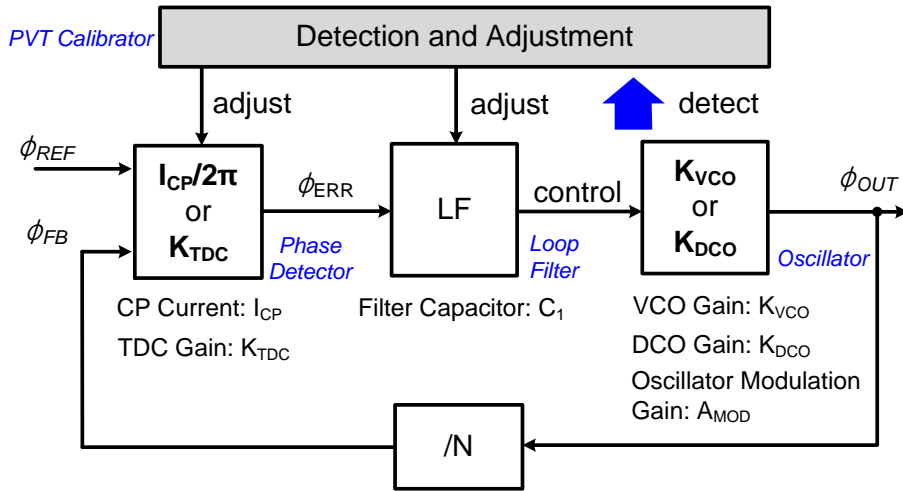 PVT Calibrator
Detection and Adjustment
adjust
adjust
detect
ϕREF
ϕFB
ICP/2π
or
KTDC
ϕERR
Phase
Detector
LF
control
Loop
Filter
KVCO
or
KDCO
ϕOUT
Oscillator
CP Current: ICP
TDC Gain: KTDC
Filter Capacitor: C1
VCO Gain: KVCO
DCO Gain: KDCO
Oscillator Modulation
Gain: AMOD
/N